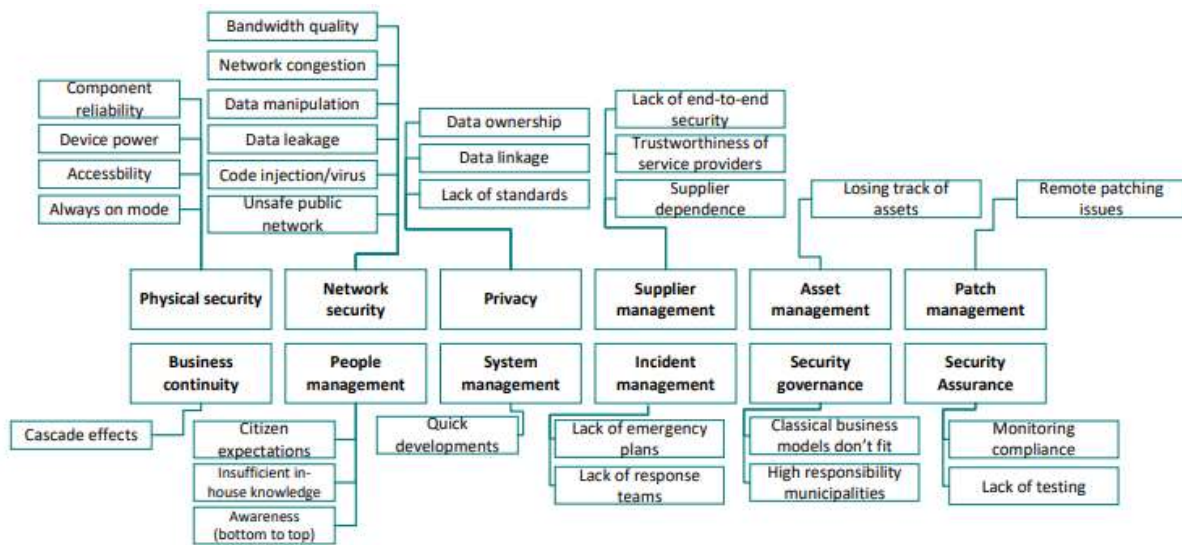 Bandwidth quality
Network congestion
Component
reliability
Data manipulation
Lack of end-to-end
security
Data ownership
Device power
Data leakage
Trustworthiness of
service providers
Data linkage
Accessbility
Code injection/virus
Supplier
dependence
Losing track of
assets
Remote patching
issues
Lack of standards
Always on mode
Unsafe public
network
Physical security
Network
security
Privacy
Supplier
management
Asset
management
Patch
management
Business
continuity
People
management
System
management
Incident
management
Security
governance
Security
Assurance
Cascade effects
Citizen
expectations
Quick
developments
Lack of emergency
plans
Classical business
models don't fit
Monitoring
compliance
Insufficient in-
house knowledge
Lack of response
teams
High responsibility
municipalities
Lack of testing
Awareness
(bottom to top)